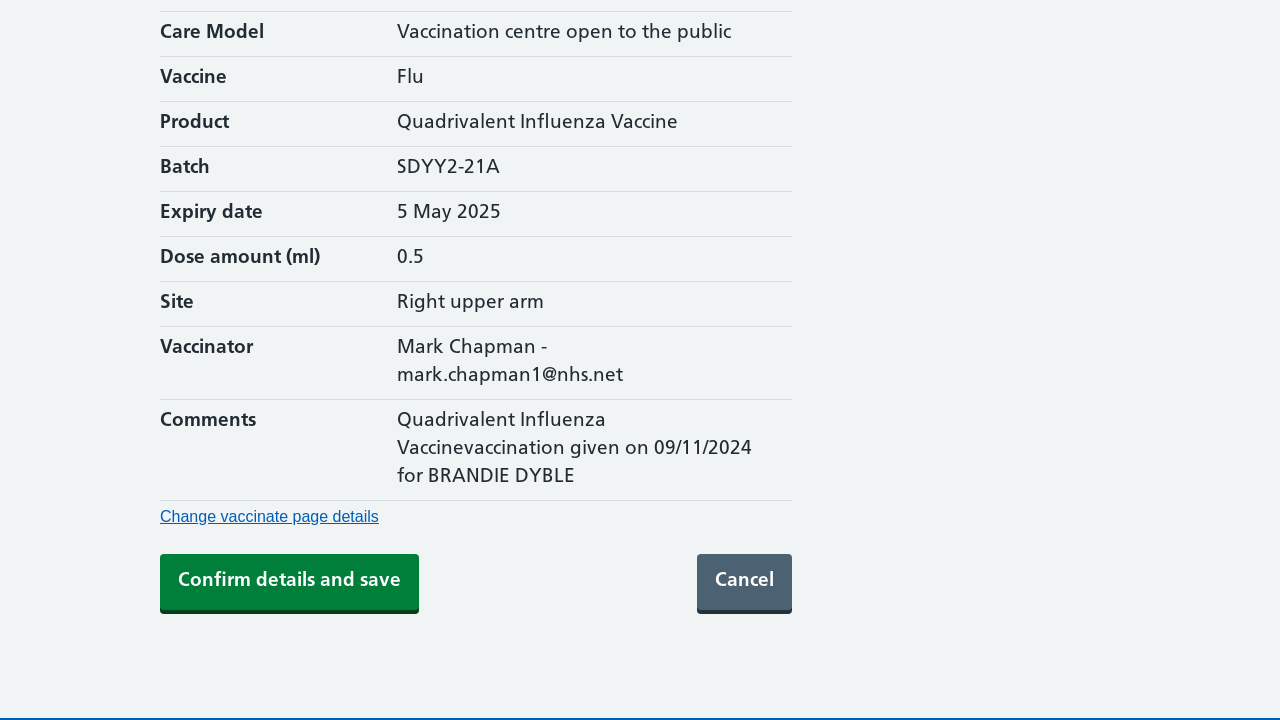 Care Model Vaccination centre open to the public
Vaccine Flu
Product Quadrivalent Influenza Vaccine
Batch SDYY2-21A
Expiry date 5 May 2025
Dose amount (ml) 0.5
Site Right upper arm
Vaccinator Mark Chapman -
mark.chapman1@nhs.net
Comments Quadrivalent Influenza
Vaccinevaccination given on 09/11/2024
for BRANDIE DYBLE
Change vaccinate page details
Confirm details and save Cancel